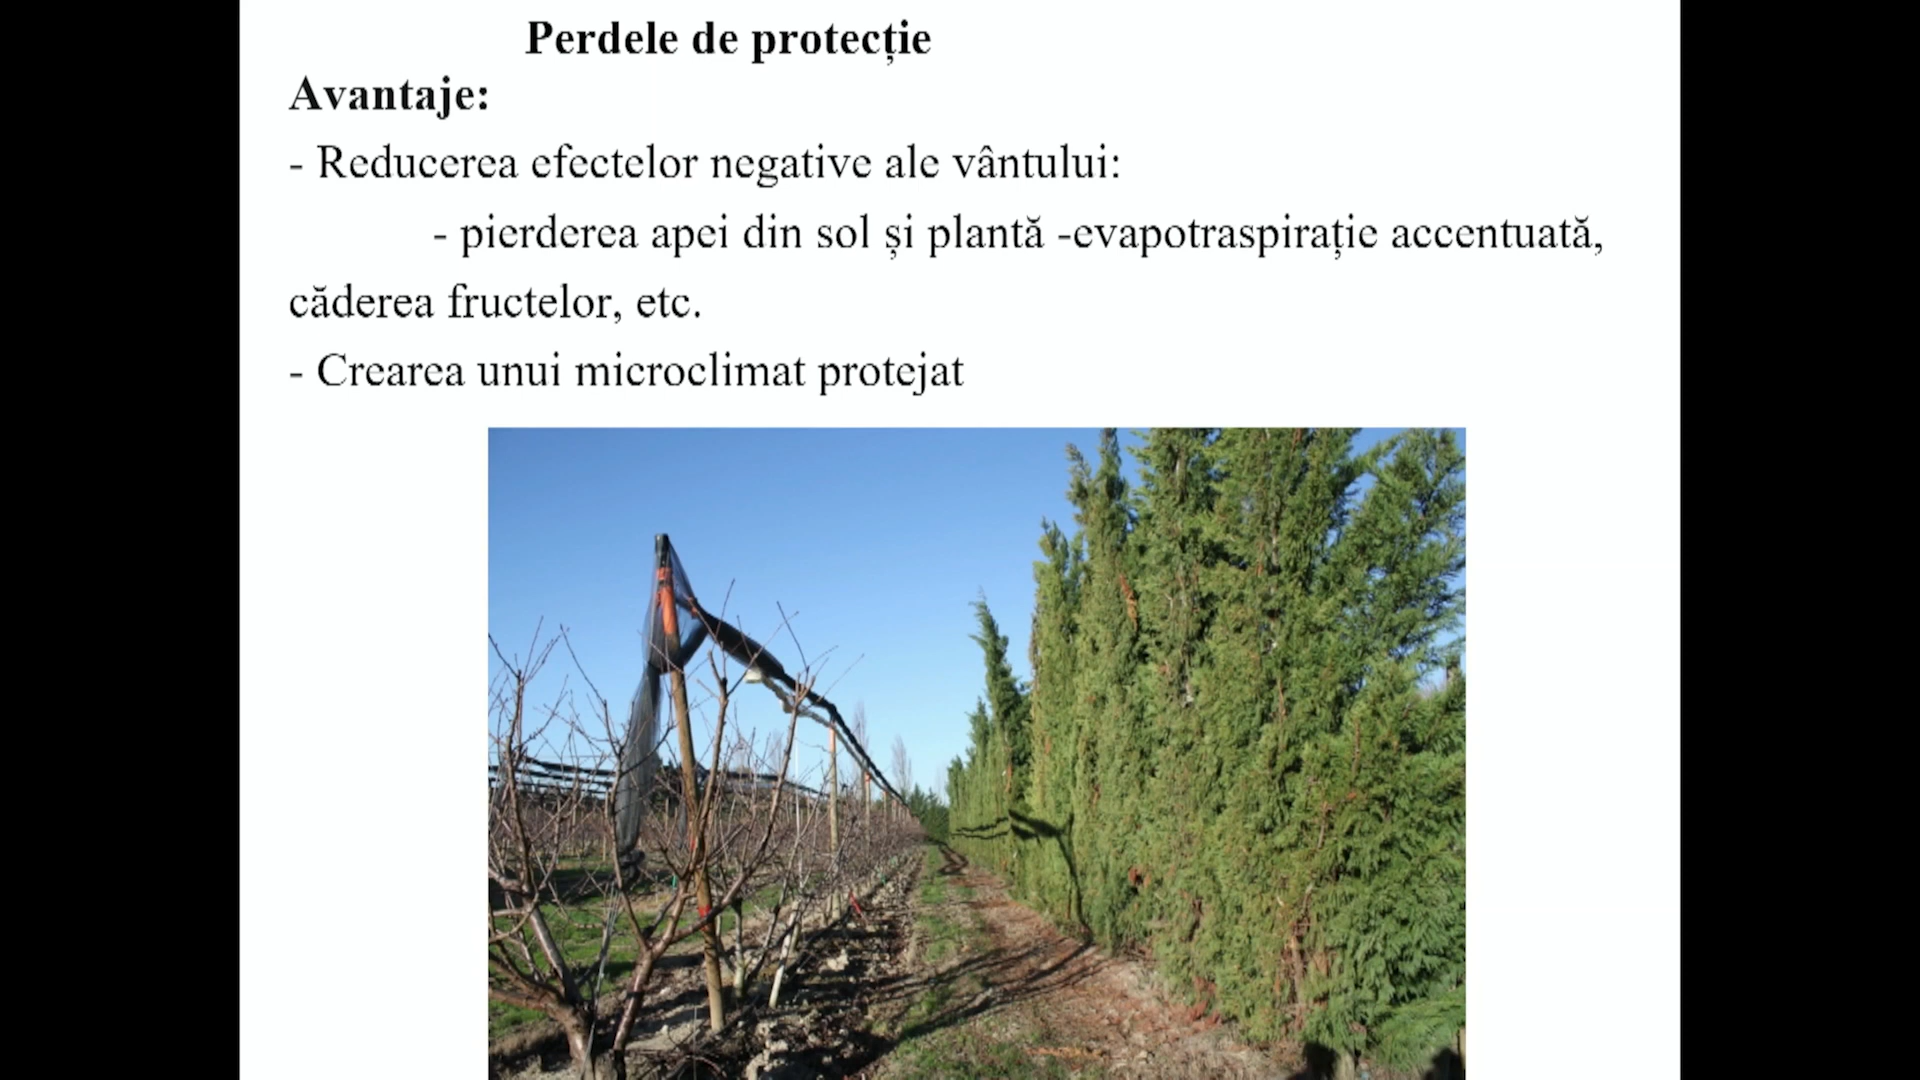 Perdele de protecție
Avantaje:
- Reducerea efectelor negative ale vântului:
- pierderea apei din sol și plantă -evapotraspirație accentuată,
căderea fructelor, etc.
- Crearea unui microclimat protejat